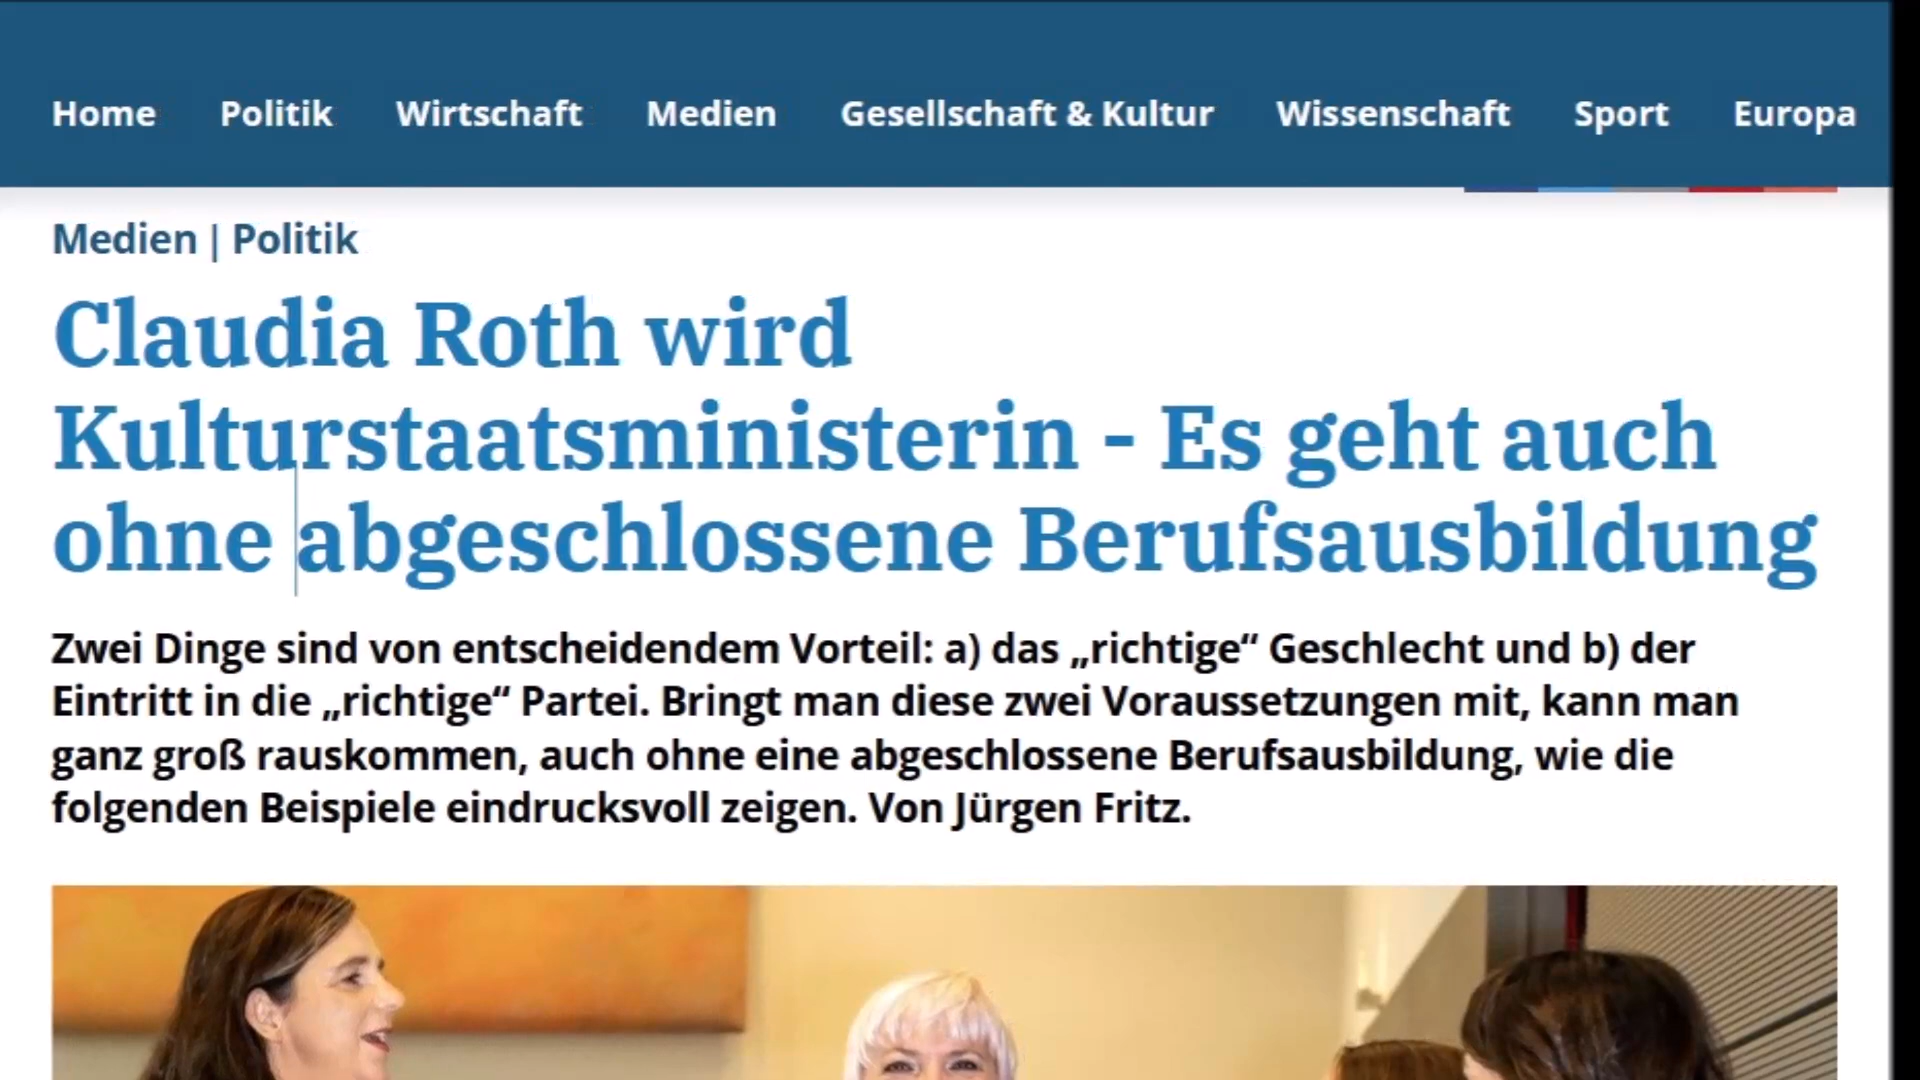 Home Politik Wirtschaft Medien Gesellschaft & Kultur Wissenschaft Sport Europa
Medien | Politik
Claudia Roth wird
Kulturstaatsministerin - Es geht auch
ohne abgeschlossene Berufsausbildung
Zwei Dinge sind von entscheidendem Vorteil: a) das „richtige“ Geschlecht und b) der
Eintritt in die „richtige“ Partei. Bringt man diese zwei Voraussetzungen mit, kann man
ganz groß rauskommen, auch ohne eine abgeschlossene Berufsausbildung, wie die
folgenden Beispiele eindrucksvoll zeigen. Von Jürgen Fritz.